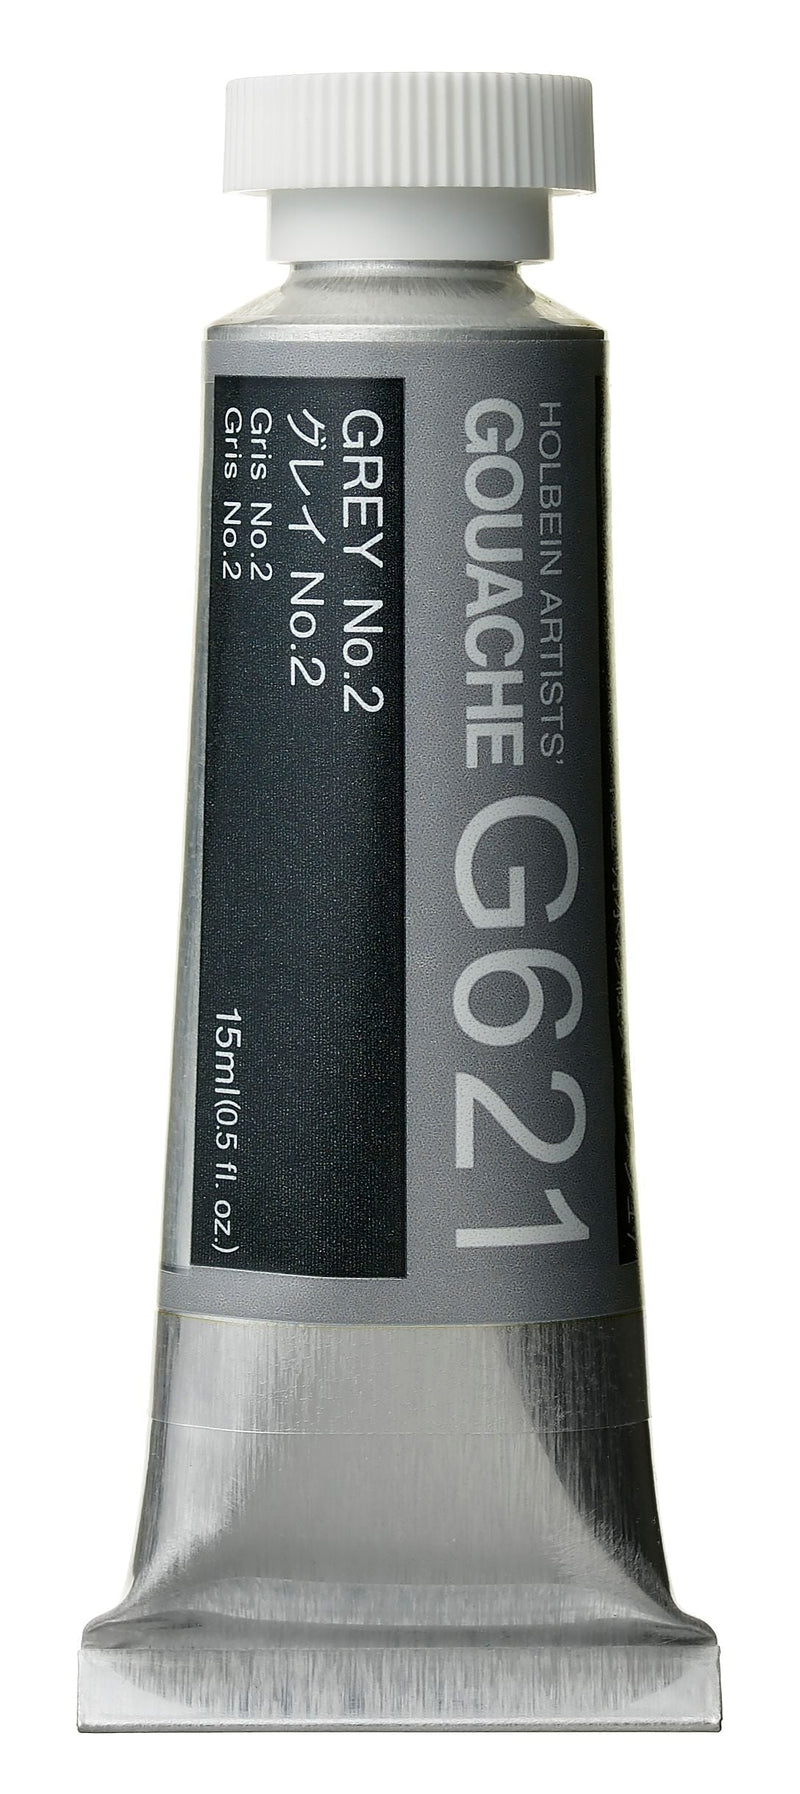 HOLBEIN ARTISTS'
GOUACHE G621
GREY No.2
グレイ No.2
Gris No.2
Gris No.2
15ml(0.5 fl. oz.)